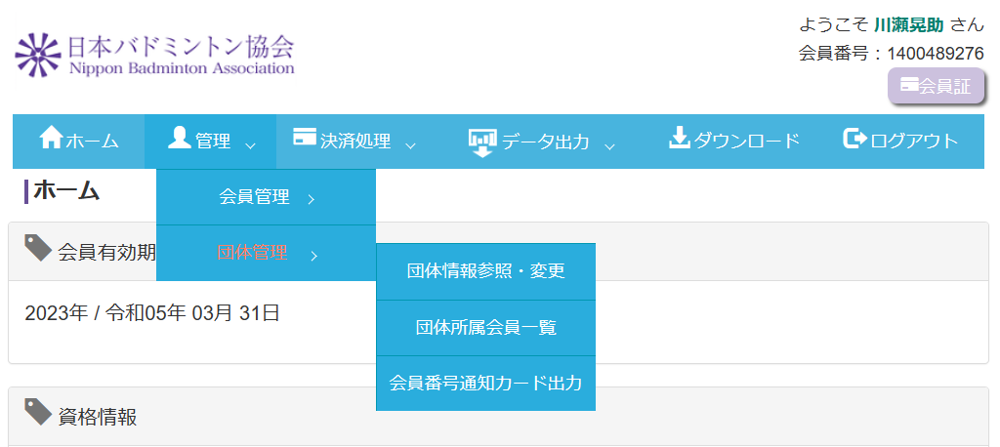 日本バドミントン協会
Nippon Badminton Association
ようこそ 川瀬晃助 さん
会員番号：1400489276
会員証
ホーム 管理 決済処理 データ出力 ダウンロード ログアウト
ホーム
会員管理
会員有効期
団体管理
団体情報参照・変更
2023年 / 令和05年 03月 31日
団体所属会員一覧
会員番号通知カード出力
資格情報